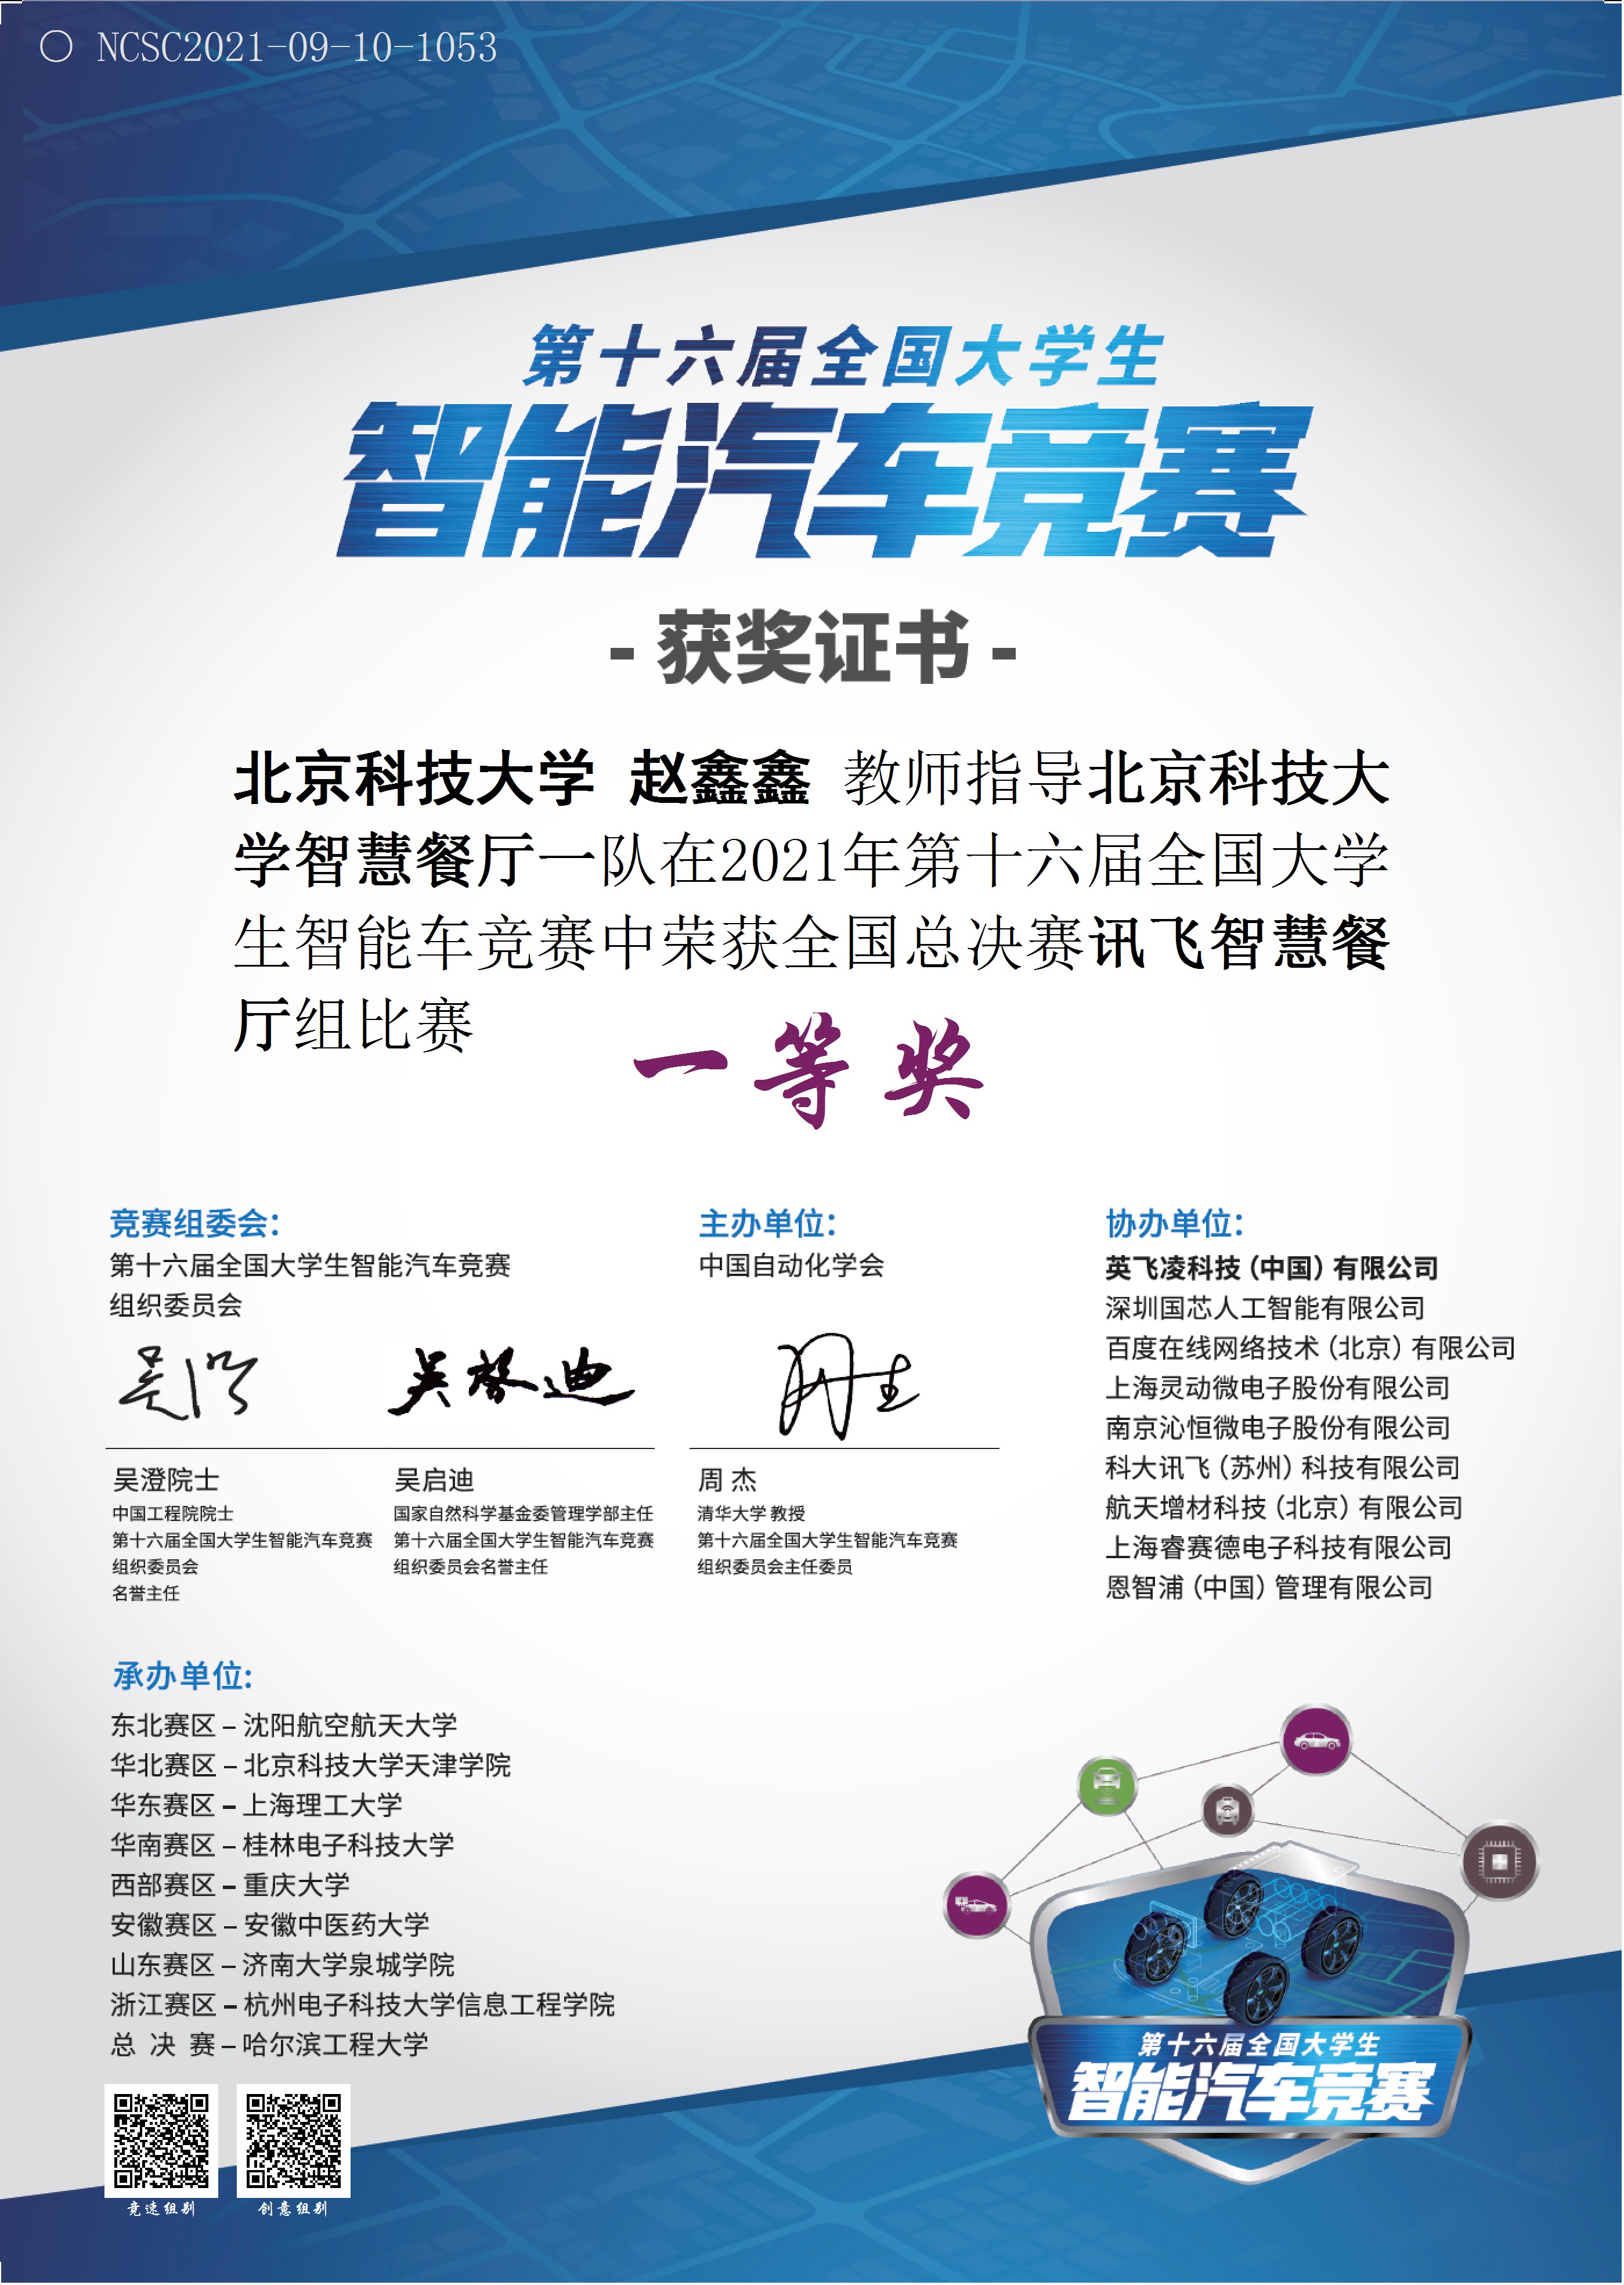 ○ NCSC2021-09-10-1053
第十六届全国大学生
智能汽车竞赛
- 获奖证书 -
北京科技大学 赵鑫鑫 教师指导北京科技大
学智慧餐厅一队在2021年第十六届全国大学
生智能车竞赛中荣获全国总决赛讯飞智慧餐
厅组比赛
一等奖
竞赛组委会：
第十六届全国大学生智能汽车竞赛
组织委员会
吴澄
吴启迪
周杰
吴澄院士
中国工程院院士
第十六届全国大学生智能汽车竞赛
组织委员会
名誉主任
吴启迪
国家自然科学基金委管理学部主任
第十六届全国大学生智能汽车竞赛
组织委员会名誉主任
主办单位：
中国自动化学会
周 杰
清华大学 教授
第十六届全国大学生智能汽车竞赛
组织委员会主任委员
协办单位：
英飞凌科技（中国）有限公司
深圳国芯人工智能有限公司
百度在线网络技术（北京）有限公司
上海灵动微电子股份有限公司
南京沁恒微电子股份有限公司
科大讯飞（苏州）科技有限公司
航天增材科技（北京）有限公司
上海睿赛德电子科技有限公司
恩智浦（中国）管理有限公司
承办单位:
东北赛区 – 沈阳航空航天大学
华北赛区 – 北京科技大学天津学院
华东赛区 – 上海理工大学
华南赛区 – 桂林电子科技大学
西部赛区 – 重庆大学
安徽赛区 – 安徽中医药大学
山东赛区 – 济南大学泉城学院
浙江赛区 – 杭州电子科技大学信息工程学院
总 决 赛 – 哈尔滨工程大学
竞速组别
创意组别
第十六届全国大学生
智能汽车竞赛